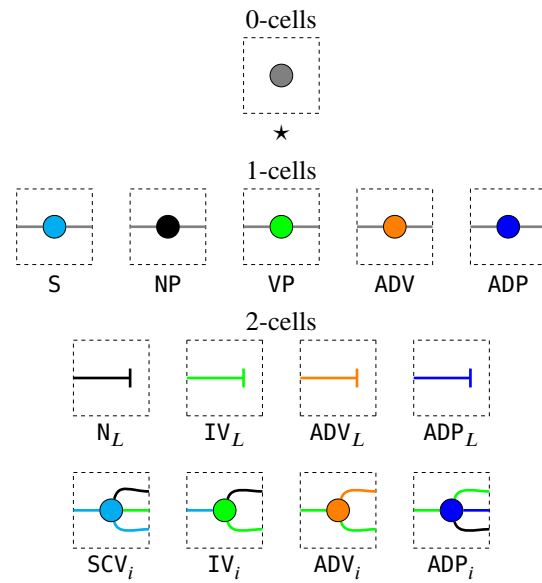 0-cells
⋆
1-cells
S NP VP ADV ADP
2-cells
N_L IV_L ADV_L ADP_L
SCV_i IV_i ADV_i ADP_i